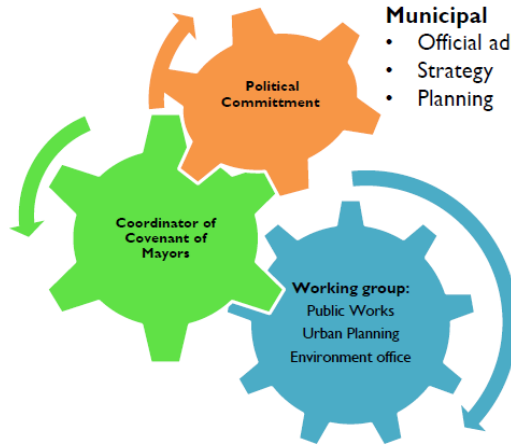 Municipal
• Official ad
• Strategy
• Planning
Political
Committment
Coordinator of
Covenant of
Mayors
Working group:
Public Works
Urban Planning
Environment office